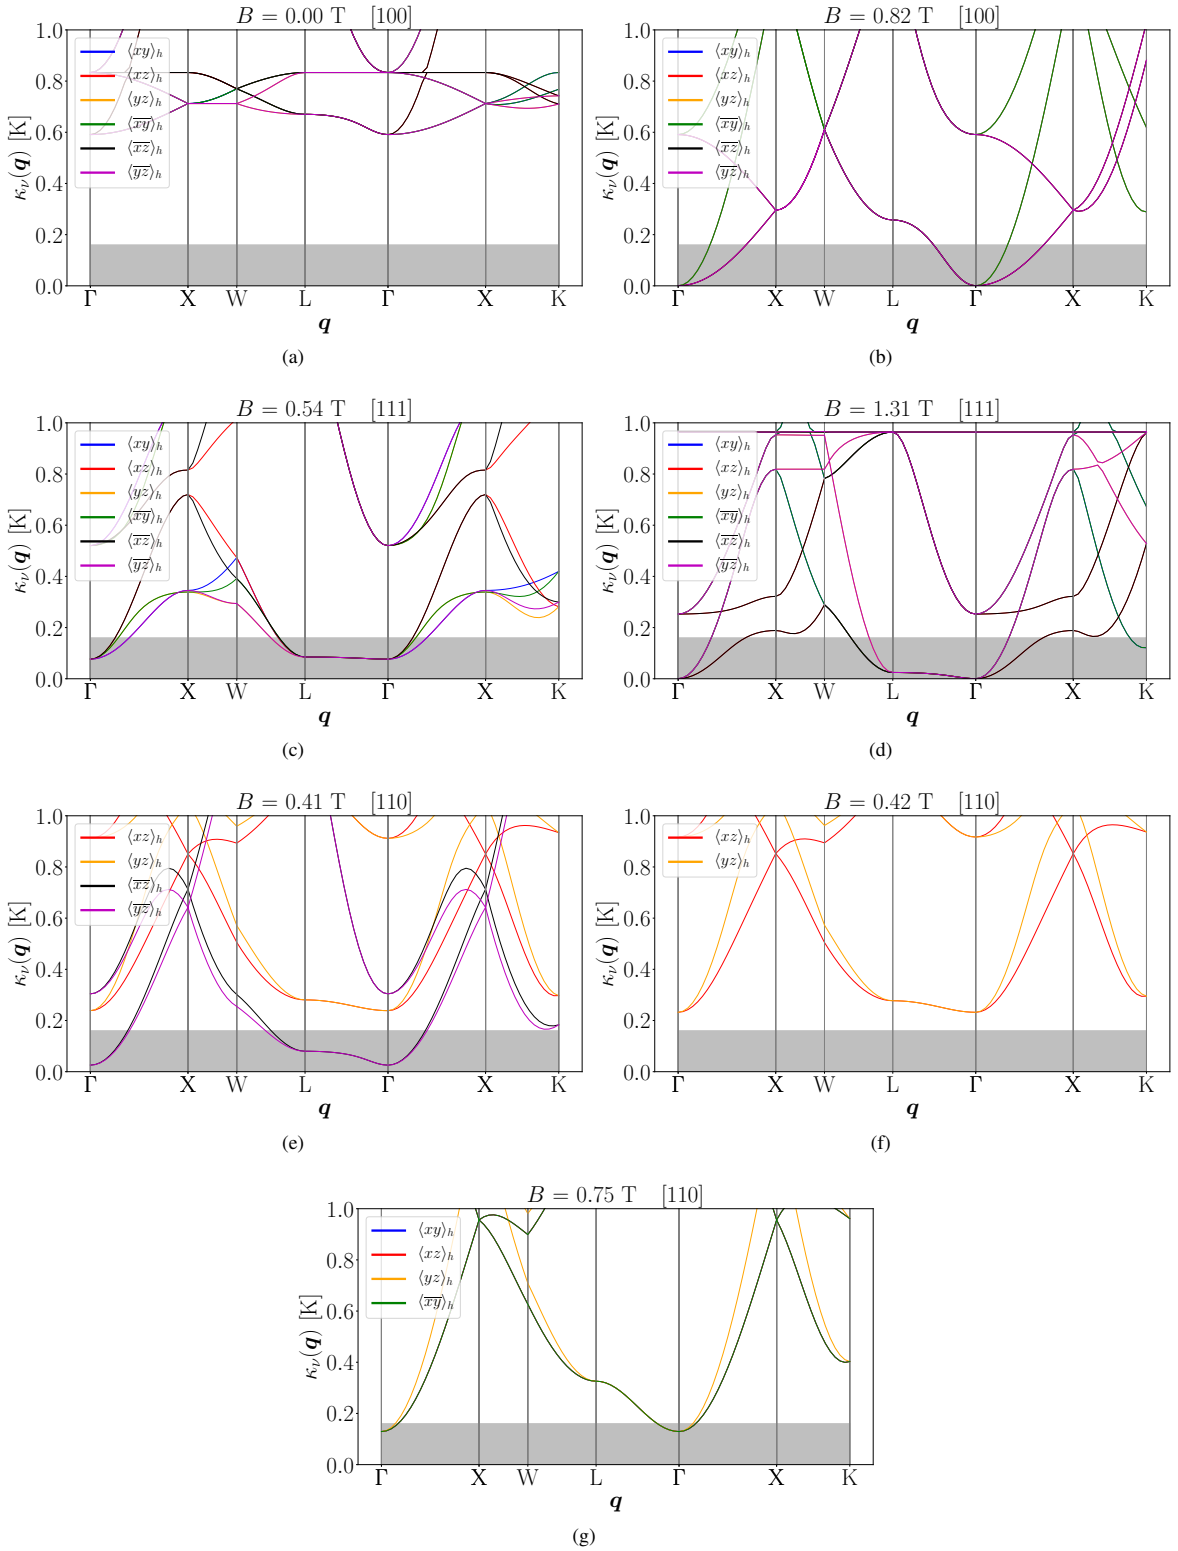 B = 0.00 T [100]
⟨xy⟩h
⟨xz⟩h
⟨yz⟩h
⟨x̅y̅⟩h
⟨x̅z̅⟩h
⟨y̅z̅⟩h
κν(q) [K]
1.0
0.8
0.6
0.4
0.2
0.0
Γ X W L Γ X K
q
(a)
B = 0.82 T [100]
⟨xy⟩h
⟨xz⟩h
⟨yz⟩h
⟨x̅y̅⟩h
⟨x̅z̅⟩h
⟨y̅z̅⟩h
κν(q) [K]
1.0
0.8
0.6
0.4
0.2
0.0
Γ X W L Γ X K
q
(b)
B = 0.54 T [111]
⟨xy⟩h
⟨xz⟩h
⟨yz⟩h
⟨x̅y̅⟩h
⟨x̅z̅⟩h
⟨y̅z̅⟩h
κν(q) [K]
1.0
0.8
0.6
0.4
0.2
0.0
Γ X W L Γ X K
q
(c)
B = 1.31 T [111]
⟨xy⟩h
⟨xz⟩h
⟨yz⟩h
⟨x̅y̅⟩h
⟨x̅z̅⟩h
⟨y̅z̅⟩h
κν(q) [K]
1.0
0.8
0.6
0.4
0.2
0.0
Γ X W L Γ X K
q
(d)
B = 0.41 T [110]
⟨xz⟩h
⟨yz⟩h
⟨x̅z̅⟩h
⟨y̅z̅⟩h
κν(q) [K]
1.0
0.8
0.6
0.4
0.2
0.0
Γ X W L Γ X K
q
(e)
B = 0.42 T [110]
⟨xz⟩h
⟨yz⟩h
κν(q) [K]
1.0
0.8
0.6
0.4
0.2
0.0
Γ X W L Γ X K
q
(f)
B = 0.75 T [110]
⟨xy⟩h
⟨xz⟩h
⟨yz⟩h
⟨x̅y̅⟩h
κν(q) [K]
1.0
0.8
0.6
0.4
0.2
0.0
Γ X W L Γ X K
q
(g)